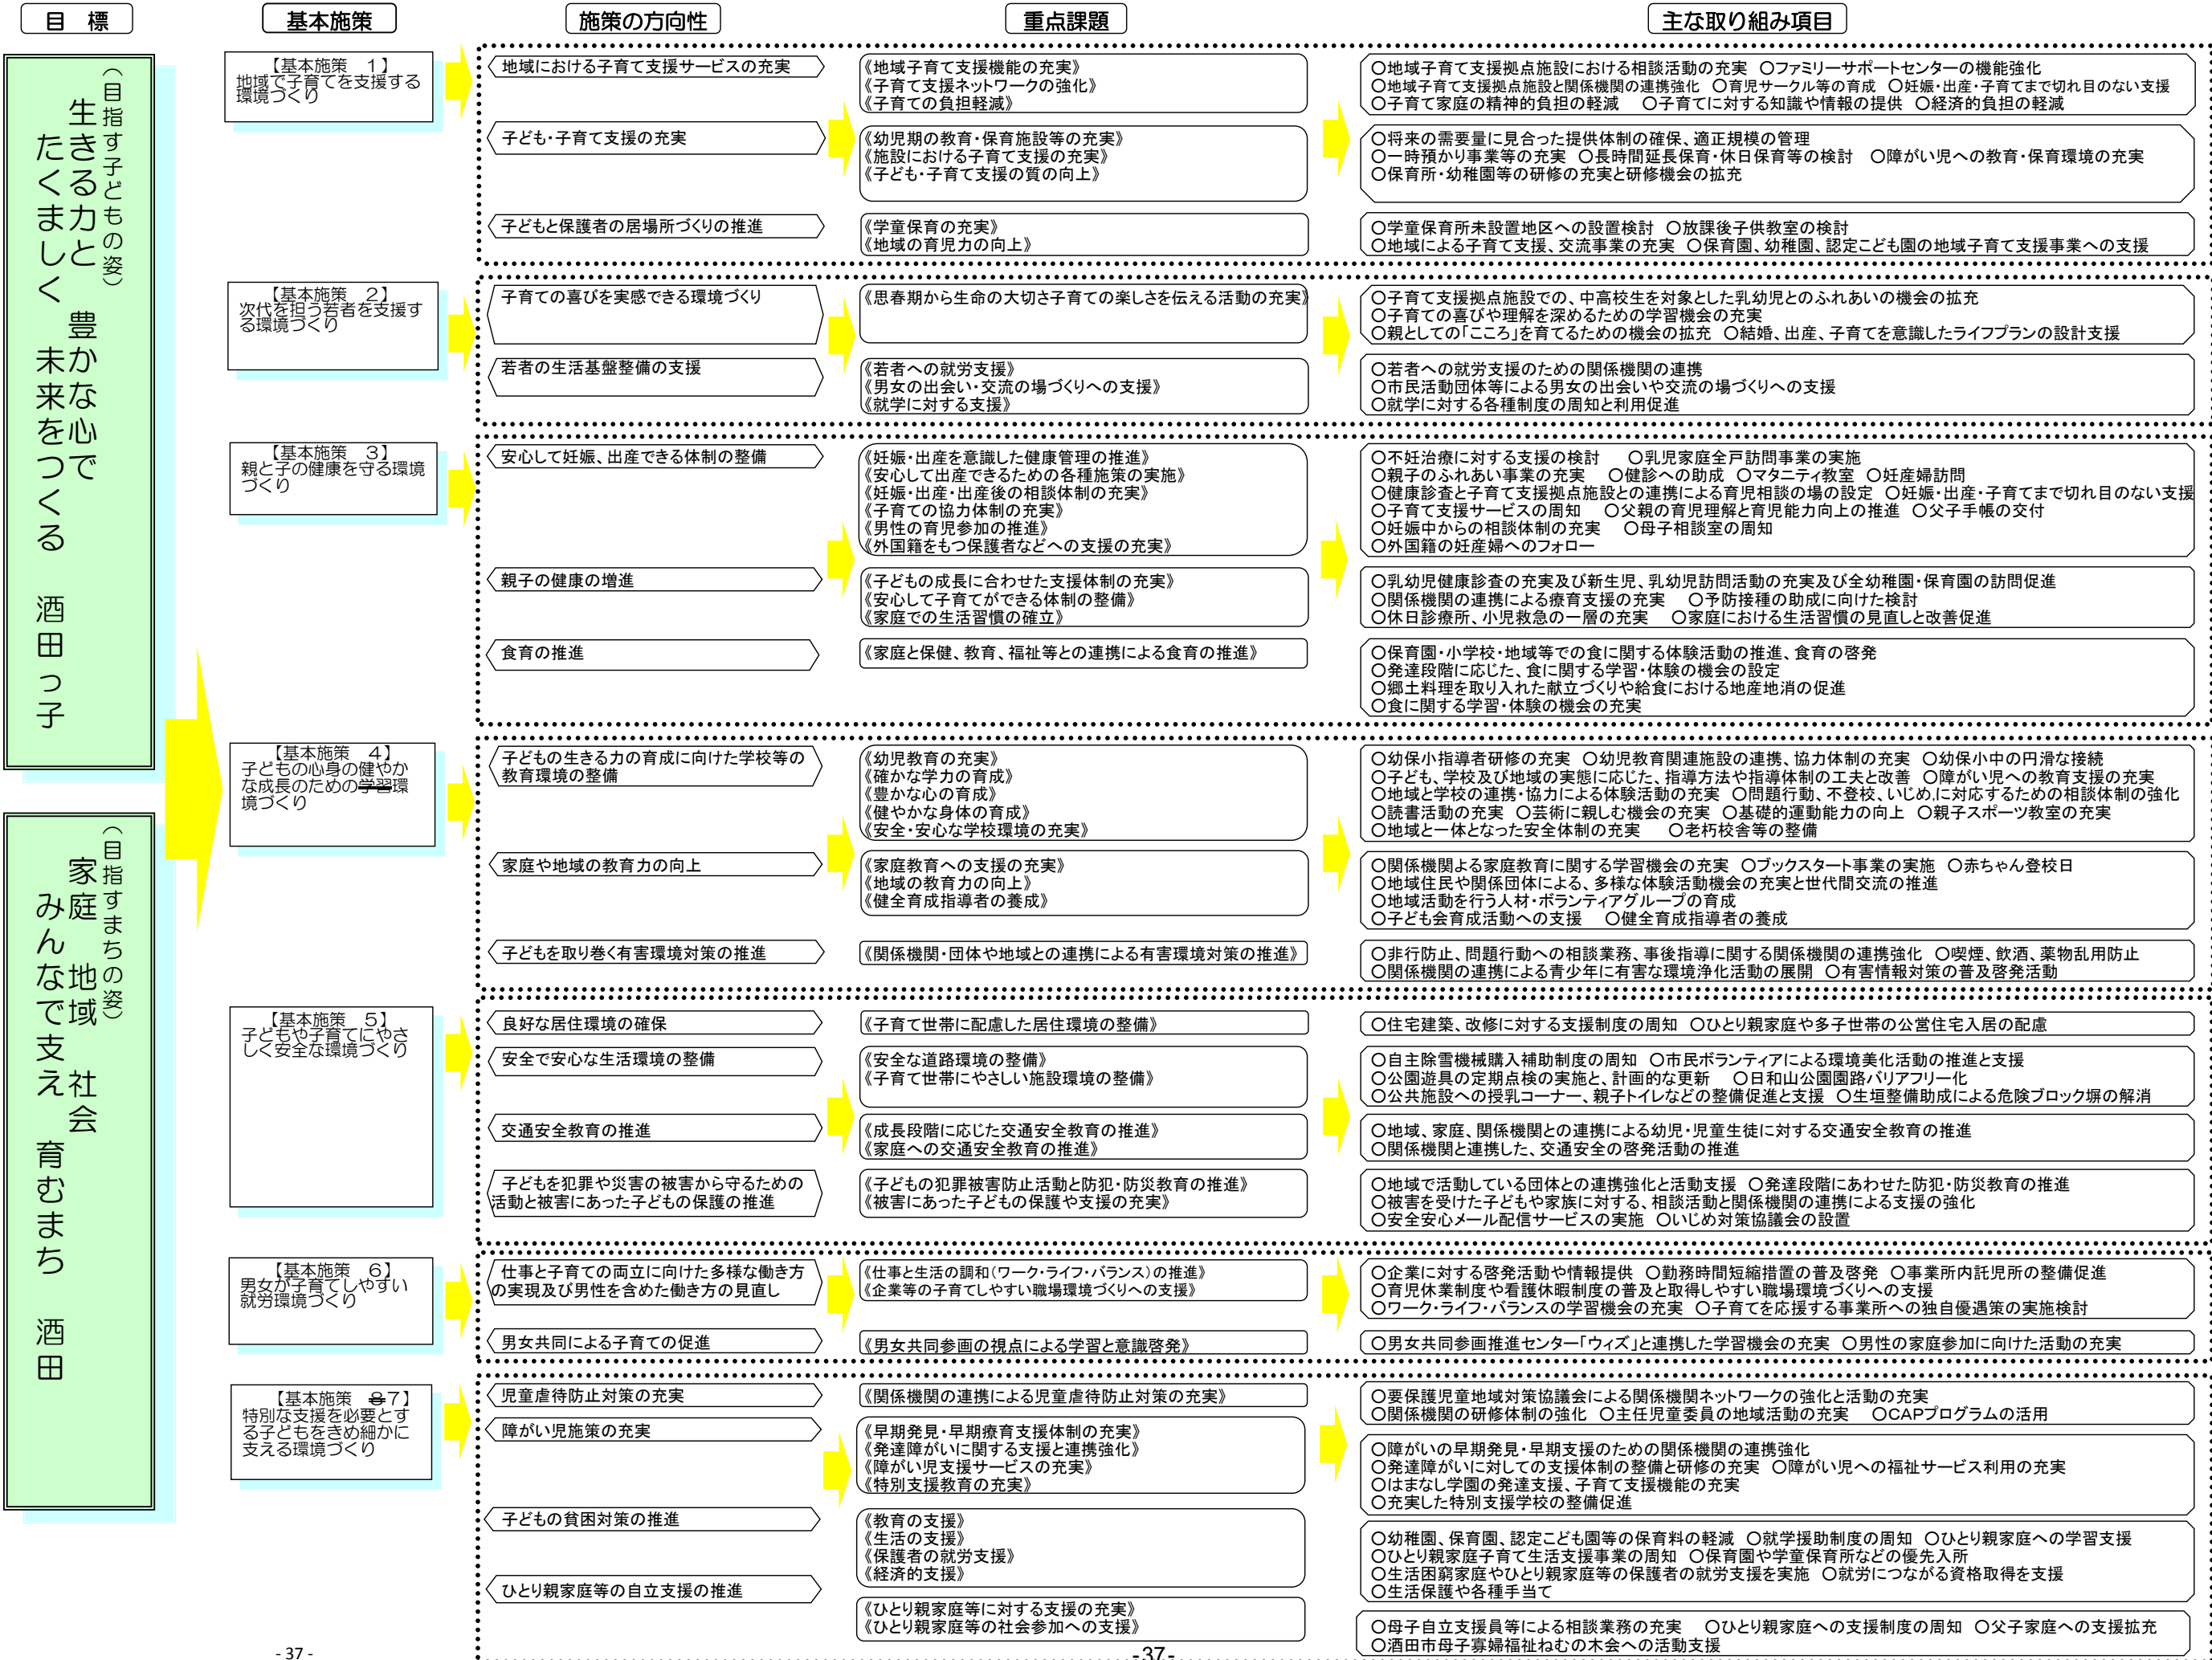 目　標
基本施策
施策の方向性
重点課題
主な取り組み項目
（目指す子どもの姿）
生きる力と　豊かな心で
たくましく　未来をつくる　酒田っ子
（目指すまちの姿）
家庭　地域　社会
みんなで支え　育むまち　酒田
【基本施策　1】
地域で子育てを支援する
環境づくり
地域における子育て支援サービスの充実
《地域子育て支援機能の充実》
《子育て支援ネットワークの強化》
《子育ての負担軽減》
○地域子育て支援拠点施設における相談活動の充実　○ファミリーサポートセンターの機能強化
○地域子育て支援拠点施設と関係機関の連携強化　○育児サークル等の育成　○妊娠・出産・子育てまで切れ目のない支援
○子育て家庭の精神的負担の軽減　○子育てに対する知識や情報の提供　○経済的負担の軽減
子ども・子育て支援の充実
《幼児期の教育・保育施設等の充実》
《施設における子育て支援の充実》
《子ども・子育て支援の質の向上》
○将来の需要量に見合った提供体制の確保、適正規模の管理
○一時預かり事業等の充実　○長時間延長保育・休日保育等の検討　○障がい児への教育・保育環境の充実
○保育所・幼稚園等の研修の充実と研修機会の拡充
子どもと保護者の居場所づくりの推進
《学童保育の充実》
《地域の育児力の向上》
○学童保育所未設置地区への設置検討　○放課後子供教室の検討
○地域による子育て支援、交流事業の充実　○保育園、幼稚園、認定こども園の地域子育て支援事業への支援
【基本施策　2】
次代を担う若者を支援す
る環境づくり
子育ての喜びを実感できる環境づくり
《思春期から生命の大切さ子育ての楽しさを伝える活動の充実》
○子育て支援拠点施設での、中高校生を対象とした乳幼児とのふれあいの機会の拡充
○子育ての喜びや理解を深めるための学習機会の充実
○親としての「こころ」を育てるための機会の拡充　○結婚、出産、子育てを意識したライフプランの設計支援
若者の生活基盤整備の支援
《若者への就労支援》
《男女の出会い・交流の場づくりへの支援》
《就学に対する支援》
○若者への就労支援のための関係機関の連携
○市民活動団体等による男女の出会いや交流の場づくりへの支援
○就学に対する各種制度の周知と利用促進
【基本施策　3】
親と子の健康を守る環境
づくり
安心して妊娠、出産できる体制の整備
《妊娠・出産を意識した健康管理の推進》
《安心して出産できるための各種施策の実施》
《妊娠・出産・出産後の相談体制の充実》
《子育ての協力体制の充実》
《男性の育児参加の推進》
《外国籍をもつ保護者などへの支援の充実》
○不妊治療に対する支援の検討　○乳児家庭全戸訪問事業の実施
○親子のふれあい事業の充実　○健診への助成　○マタニティ教室　○妊産婦訪問
○健康診査と子育て支援拠点施設との連携による育児相談の場の設定　○妊娠・出産・子育てまで切れ目のない支援
○子育て支援サービスの周知　○父親の育児理解と育児能力向上の推進　○父子手帳の交付
○妊娠中からの相談体制の充実　○母子相談室の周知
○外国籍の妊産婦へのフォロー
親子の健康の増進
《子どもの成長に合わせた支援体制の充実》
《安心して子育てができる体制の整備》
《家庭での生活習慣の確立》
○乳幼児健康診査の充実及び新生児、乳幼児訪問活動の充実及び全幼稚園・保育園の訪問促進
○関係機関の連携による療育支援の充実　○予防接種の助成に向けた検討
○休日診療所、小児救急の一層の充実　○家庭における生活習慣の見直しと改善促進
食育の推進
《家庭と保健、教育、福祉等との連携による食育の推進》
○保育園・小学校・地域等での食に関する体験活動の推進、食育の啓発
○発達段階に応じた、食に関する学習・体験の機会の設定
○郷土料理を取り入れた献立づくりや給食における地産地消の促進
○食に関する学習・体験の機会の充実
【基本施策　4】
子どもの心身の健やか
な成長のための学習環
境づくり
子どもの生きる力の育成に向けた学校等の
教育環境の整備
《幼児教育の充実》
《確かな学力の育成》
《豊かな心の育成》
《健やかな身体の育成》
《安全・安心な学校環境の充実》
○幼保小指導者研修の充実　○幼児教育関連施設の連携、協力体制の充実　○幼保小中の円滑な接続
○子ども、学校及び地域の実態に応じた、指導方法や指導体制の工夫と改善　○障がい児への教育支援の充実
○地域と学校の連携・協力による体験活動の充実　○問題行動、不登校、いじめ,に対応するための相談体制の強化
○読書活動の充実　○芸術に親しむ機会の充実　○基礎的運動能力の向上　○親子スポーツ教室の充実
○地域と一体となった安全体制の充実　○老朽校舎等の整備
家庭や地域の教育力の向上
《家庭教育への支援の充実》
《地域の教育力の向上》
《健全育成指導者の養成》
○関係機関よる家庭教育に関する学習機会の充実　○ブックスタート事業の実施　○赤ちゃん登校日
○地域住民や関係団体による、多様な体験活動機会の充実と世代間交流の推進
○地域活動を行う人材・ボランティアグループの育成
○子ども会育成活動への支援　○健全育成指導者の養成
子どもを取り巻く有害環境対策の推進
《関係機関・団体や地域との連携による有害環境対策の推進》
○非行防止、問題行動への相談業務、事後指導に関する関係機関の連携強化　○喫煙、飲酒、薬物乱用防止
○関係機関の連携による青少年に有害な環境浄化活動の展開　○有害情報対策の普及啓発活動
【基本施策　5】
子どもや子育てにやさ
しく安全な環境づくり
良好な居住環境の確保
《子育て世帯に配慮した居住環境の整備》
○住宅建築、改修に対する支援制度の周知　○ひとり親家庭や多子世帯の公営住宅入居の配慮
安全で安心な生活環境の整備
《安全な道路環境の整備》
《子育て世帯にやさしい施設環境の整備》
○自主除雪機械購入補助制度の周知　○市民ボランティアによる環境美化活動の推進と支援
○公園遊具の定期点検の実施と、計画的な更新　○日和山公園園路バリアフリー化
○公共施設への授乳コーナー、親子トイレなどの整備促進と支援　○生垣整備助成による危険ブロック塀の解消
交通安全教育の推進
《成長段階に応じた交通安全教育の推進》
《家庭への交通安全教育の推進》
○地域、家庭、関係機関との連携による幼児・児童生徒に対する交通安全教育の推進
○関係機関と連携した、交通安全の啓発活動の推進
子どもを犯罪や災害の被害から守るための
活動と被害にあった子どもの保護の推進
《子どもの犯罪被害防止活動と防犯・防災教育の推進》
《被害にあった子どもの保護や支援の充実》
○地域で活動している団体との連携強化と活動支援　○発達段階にあわせた防犯・防災教育の推進
○被害を受けた子どもや家族に対する、相談活動と関係機関の連携による支援の強化
○安全安心メール配信サービスの実施　○いじめ対策協議会の設置
【基本施策　6】
男女が子育てしやすい
就労環境づくり
仕事と子育ての両立に向けた多様な働き方
の実現及び男性を含めた働き方の見直し
《仕事と生活の調和（ワーク・ライフ・バランス）の推進》
《企業等の子育てしやすい職場環境づくりへの支援》
○企業に対する啓発活動や情報提供　○勤務時間短縮措置の普及啓発　○事業所内託児所の整備促進
○育児休業制度や看護休暇制度の普及と取得しやすい職場環境づくりへの支援
○ワーク・ライフ・バランスの学習機会の充実　○子育てを応援する事業所への独自優遇策の実施検討
男女共同による子育ての促進
《男女共同参画の視点による学習と意識啓発》
○男女共同参画推進センター「ウィズ」と連携した学習機会の充実　○男性の家庭参加に向けた活動の充実
【基本施策　87】
特別な支援を必要とす
る子どもをきめ細かに
支える環境づくり
児童虐待防止対策の充実
《関係機関の連携による児童虐待防止対策の充実》
○要保護児童地域対策協議会による関係機関ネットワークの強化と活動の充実
○関係機関の研修体制の強化　○主任児童委員の地域活動の充実　○CAPプログラムの活用
障がい児施策の充実
《早期発見・早期療育支援体制の充実》
《発達障がいに関する支援と連携強化》
《障がい児支援サービスの充実》
《特別支援教育の充実》
○障がいの早期発見・早期支援のための関係機関の連携強化
○発達障がいに対しての支援体制の整備と研修の充実　○障がい児への福祉サービス利用の充実
○はまなし学園の発達支援、子育て支援機能の充実
○充実した特別支援学校の整備促進
子どもの貧困対策の推進
《教育の支援》
《生活の支援》
《保護者の就労支援》
《経済的支援》
○幼稚園、保育園、認定こども園等の保育料の軽減　○就学援助制度の周知　○ひとり親家庭への学習支援
○ひとり親家庭子育て生活支援事業の周知　○保育園や学童保育所などの優先入所
○生活困窮家庭やひとり親家庭等の保護者の就労支援を実施　○就労につながる資格取得を支援
○生活保護や各種手当て
ひとり親家庭等の自立支援の推進
《ひとり親家庭等に対する支援の充実》
《ひとり親家庭等の社会参加への支援》
○母子自立支援員等による相談業務の充実　○ひとり親家庭への支援制度の周知　○父子家庭への支援拡充
○酒田市母子寡婦福祉ねむの木会への活動支援
- 37 -
-37-